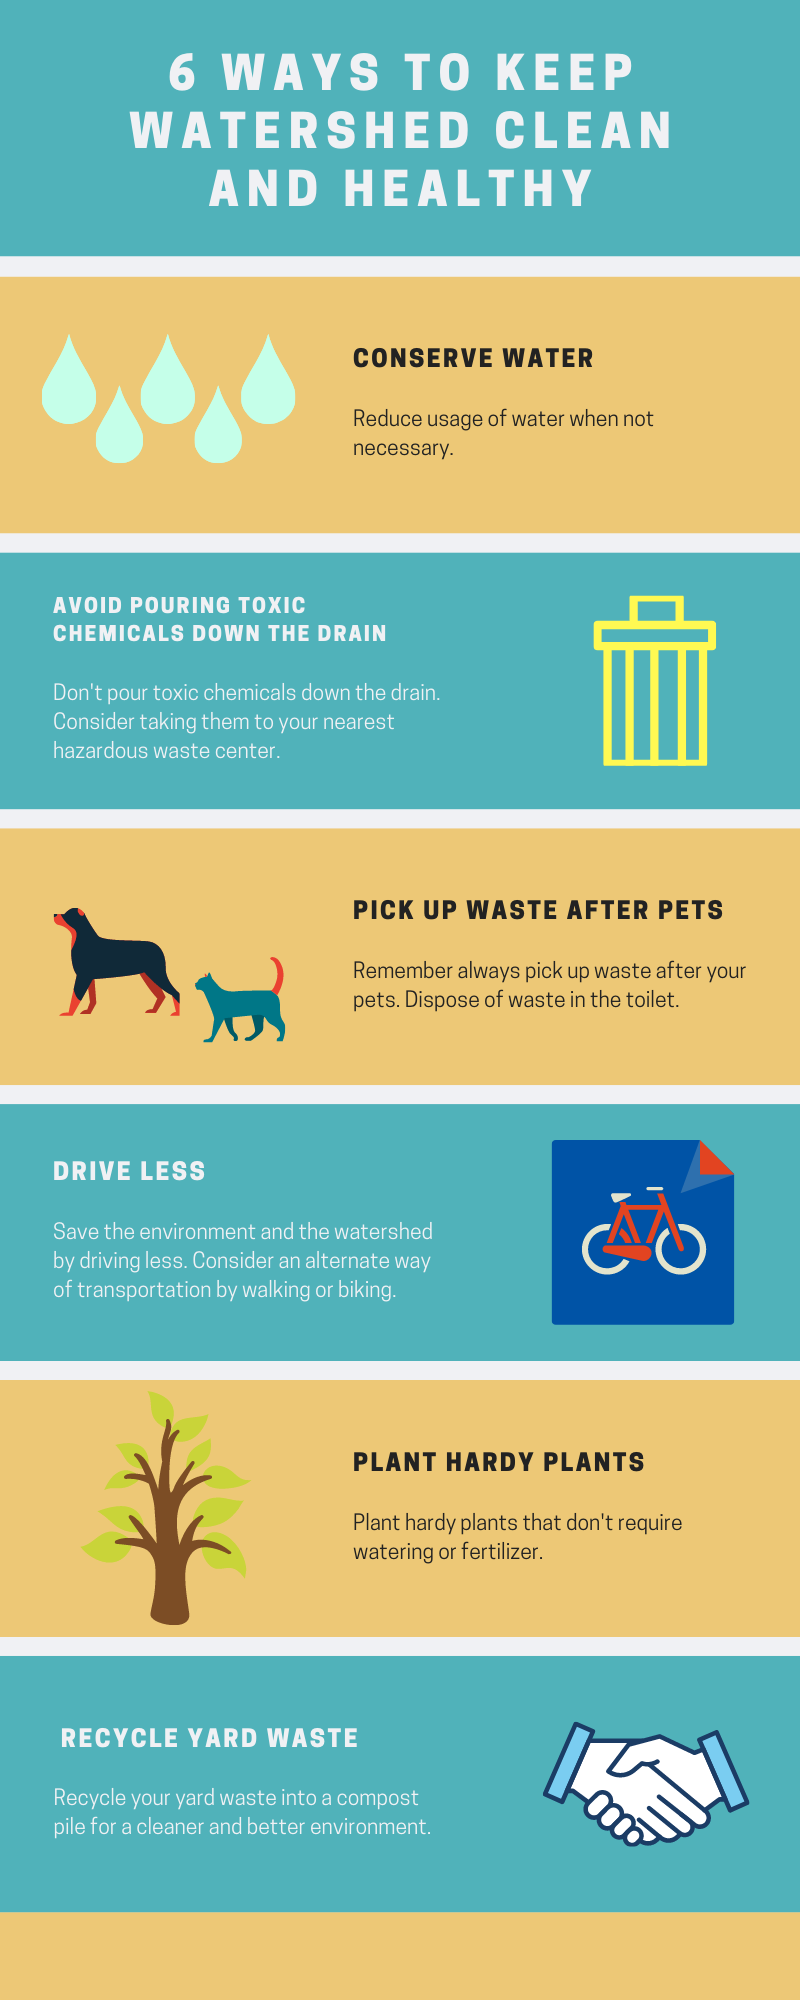 6 WAYS TO KEEP
WATERSHED CLEAN
AND HEALTHY
CONSERVE WATER
Reduce usage of water when not
necessary.
AVOID POURING TOXIC
CHEMICALS DOWN THE DRAIN
Don't pour toxic chemicals down the drain.
Consider taking them to your nearest
hazardous waste center.
PICK UP WASTE AFTER PETS
Remember always pick up waste after your
pets. Dispose of waste in the toilet.
DRIVE LESS
Save the environment and the watershed
by driving less. Consider an alternate way
of transportation by walking or biking.
PLANT HARDY PLANTS
Plant hardy plants that don't require
watering or fertilizer.
RECYCLE YARD WASTE
Recycle your yard waste into a compost
pile for a cleaner and better environment.